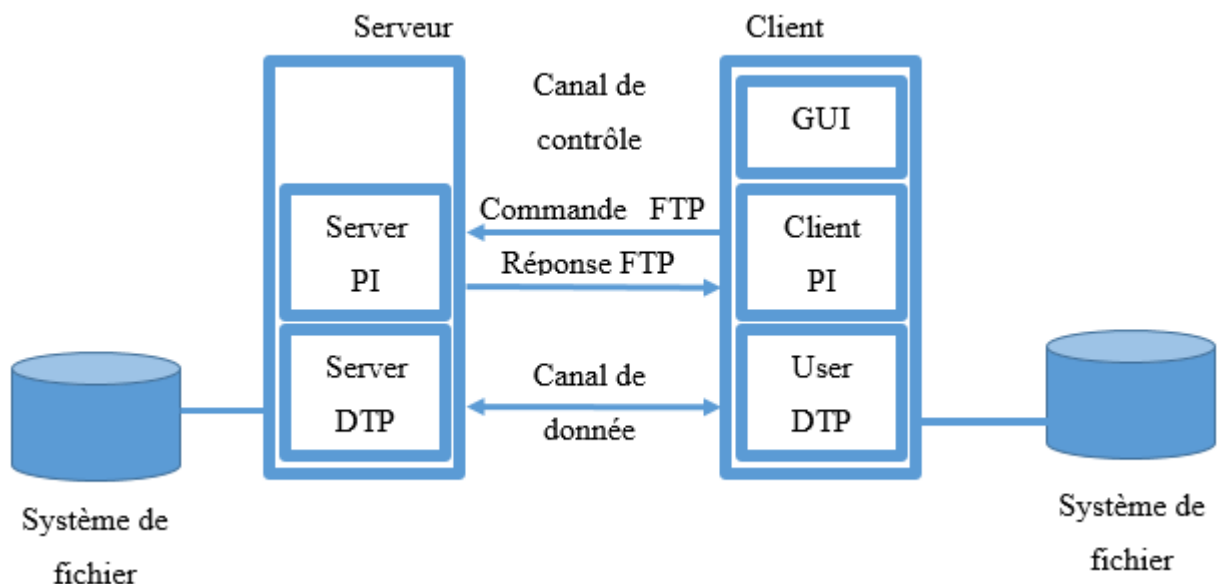 Serveur
Client
Canal de
contrôle
GUI
Commande FTP
Server
PI
Réponse FTP
Client
PI
Server
DTP
Canal de
donnée
User
DTP
Système de
fichier
Système de
fichier